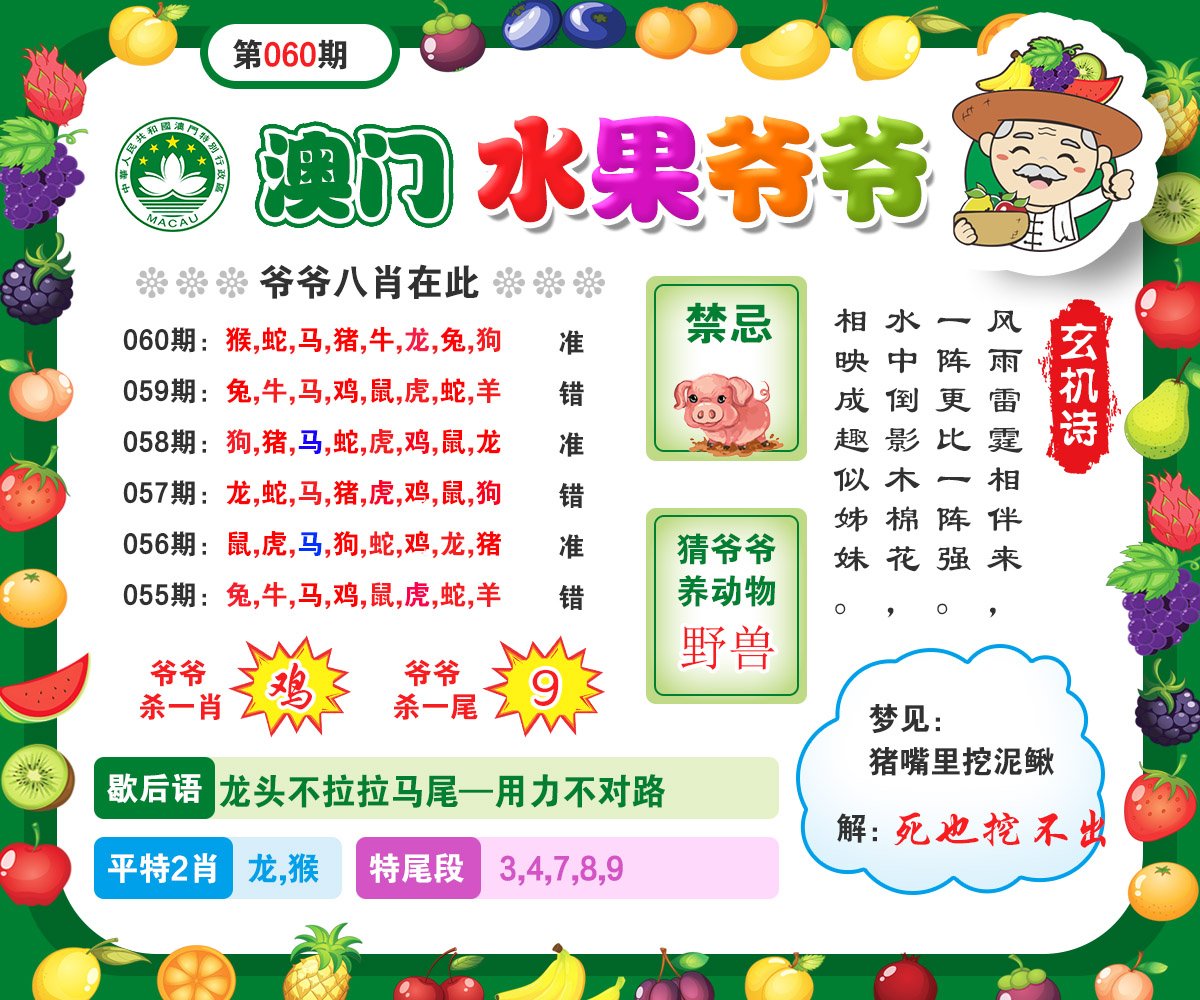 第060期
中華人民共和國澳門特別行政區
MACAU
澳门 水果爷爷
爷爷八肖在此
060期：猴,蛇,马,猪,牛,龙,兔,狗 准
059期：兔,牛,马,鸡,鼠,虎,蛇,羊 错
058期：狗,猪,马,蛇,虎,鸡,鼠,龙 准
057期：龙,蛇,马,猪,虎,鸡,鼠,狗 错
056期：鼠,虎,马,狗,蛇,鸡,龙,猪 准
055期：兔,牛,马,鸡,鼠,虎,蛇,羊 错
爷爷
杀一肖
鸡
爷爷
杀一尾
9
禁忌
猜爷爷
养动物
野兽
玄机诗
风雨雷霆相伴来，
一阵更比一阵强。
水中倒影木棉花，
相映成趣似姊妹。
梦见：
猪嘴里挖泥鳅
解：死也挖不出
歇后语 龙头不拉拉马尾—用力不对路
平特2肖 龙,猴
特尾段 3,4,7,8,9